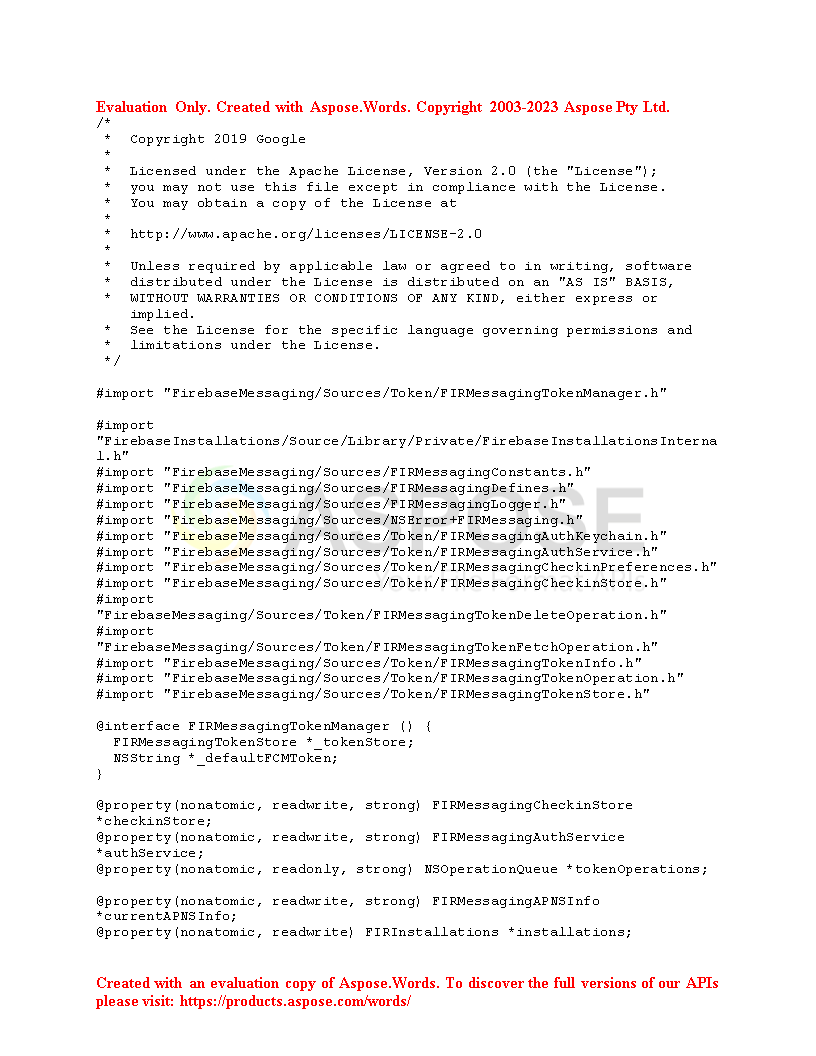 Evaluation Only. Created with Aspose.Words. Copyright 2003-2023 Aspose Pty Ltd.
/*
 *  Copyright 2019 Google
 *
 *  Licensed under the Apache License, Version 2.0 (the "License");
 *  you may not use this file except in compliance with the License.
 *  You may obtain a copy of the License at
 *
 *  http://www.apache.org/licenses/LICENSE-2.0
 *
 *  Unless required by applicable law or agreed to in writing, software
 *  distributed under the License is distributed on an "AS IS" BASIS,
 *  WITHOUT WARRANTIES OR CONDITIONS OF ANY KIND, either express or
    implied.
 *  See the License for the specific language governing permissions and
 *  limitations under the License.
 */
#import "FirebaseMessaging/Sources/Token/FIRMessagingTokenManager.h"
#import
"FirebaseInstallations/Source/Library/Private/FirebaseInstallationsInterna
l.h"
#import "FirebaseMessaging/Sources/FIRMessagingConstants.h"
#import "FirebaseMessaging/Sources/FIRMessagingDefines.h"
#import "FirebaseMessaging/Sources/FIRMessagingLogger.h"
#import "FirebaseMessaging/Sources/NSError+FIRMessaging.h"
#import "FirebaseMessaging/Sources/Token/FIRMessagingAuthKeychain.h"
#import "FirebaseMessaging/Sources/Token/FIRMessagingAuthService.h"
#import "FirebaseMessaging/Sources/Token/FIRMessagingCheckinPreferences.h"
#import "FirebaseMessaging/Sources/Token/FIRMessagingCheckinStore.h"
#import
"FirebaseMessaging/Sources/Token/FIRMessagingTokenDeleteOperation.h"
#import
"FirebaseMessaging/Sources/Token/FIRMessagingTokenFetchOperation.h"
#import "FirebaseMessaging/Sources/Token/FIRMessagingTokenInfo.h"
#import "FirebaseMessaging/Sources/Token/FIRMessagingTokenOperation.h"
#import "FirebaseMessaging/Sources/Token/FIRMessagingTokenStore.h"
@interface FIRMessagingTokenManager () {
  FIRMessagingTokenStore *_tokenStore;
  NSString *_defaultFCMToken;
}
@property(nonatomic, readwrite, strong) FIRMessagingCheckinStore
*checkinStore;
@property(nonatomic, readwrite, strong) FIRMessagingAuthService
*authService;
@property(nonatomic, readonly, strong) NSOperationQueue *tokenOperations;
@property(nonatomic, readwrite, strong) FIRMessagingAPNSInfo
*currentAPNSInfo;
@property(nonatomic, readwrite) FIRInstallations *installations;
ASPOSE
Created with an evaluation copy of Aspose.Words. To discover the full versions of our APIs
please visit: https://products.aspose.com/words/